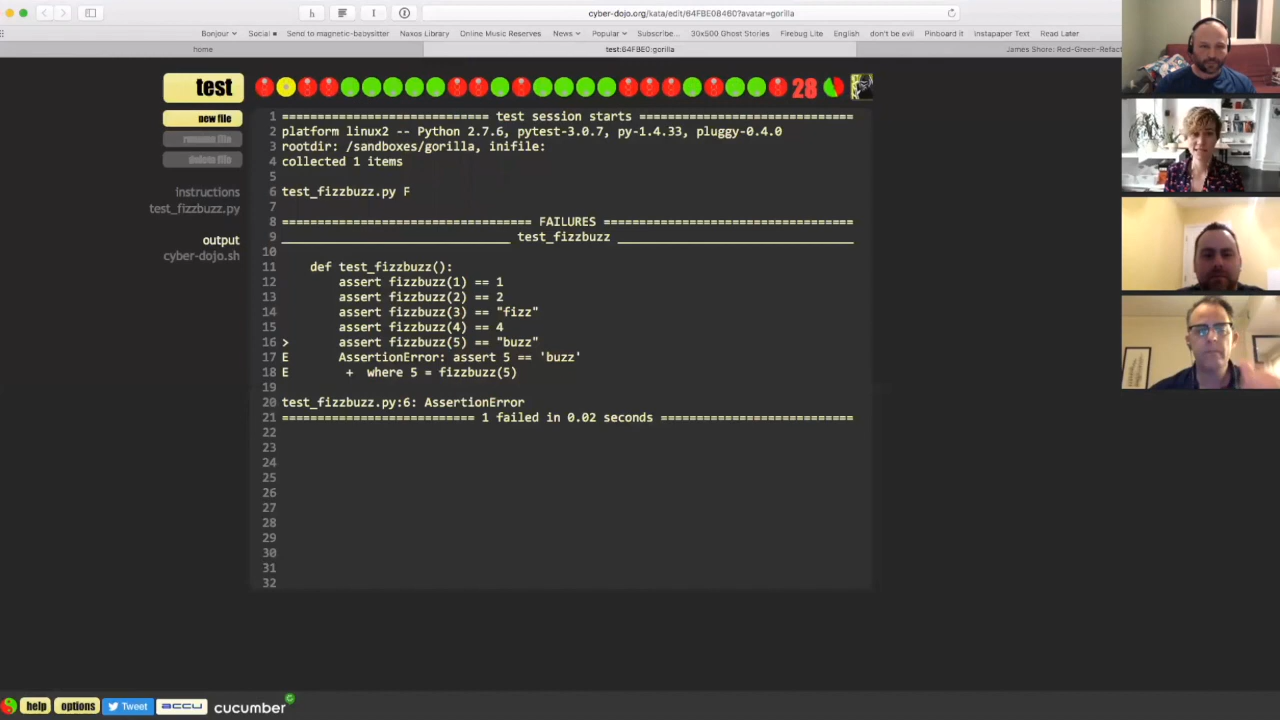 cyber-dojo.org/kata/edit/64FBE08460?avatar=gorilla
Bonjour Social Send to magnetic-babysitter Naxos Library Online Music Reserves News Popular Subscribe... 30x500 Ghost Stories Firebug Lite English don't be evil Pinboard it Instapaper Text Read Later
home test:64FBE0:gorilla James Shore: Red-Green-Refact
test
28
new file
rename file
delete file
instructions
test_fizzbuzz.py
output
cyber-dojo.sh
1 ============================= test session starts =============================
2 platform linux2 -- Python 2.7.6, pytest-3.0.7, py-1.4.33, pluggy-0.4.0
3 rootdir: /sandboxes/gorilla, inifile:
4 collected 1 items
5
6 test_fizzbuzz.py F
7
8 =================================== FAILURES ===================================
9 ________________________________ test_fizzbuzz _________________________________
10
11 def test_fizzbuzz():
12 assert fizzbuzz(1) == 1
13 assert fizzbuzz(2) == 2
14 assert fizzbuzz(3) == "fizz"
15 assert fizzbuzz(4) == 4
16 > assert fizzbuzz(5) == "buzz"
17 E AssertionError: assert 5 == 'buzz'
18 E + where 5 = fizzbuzz(5)
19
20 test_fizzbuzz.py:6: AssertionError
21 =========================== 1 failed in 0.02 seconds ===========================
22
23
24
25
26
27
28
29
30
31
32
help options Tweet accu cucumber